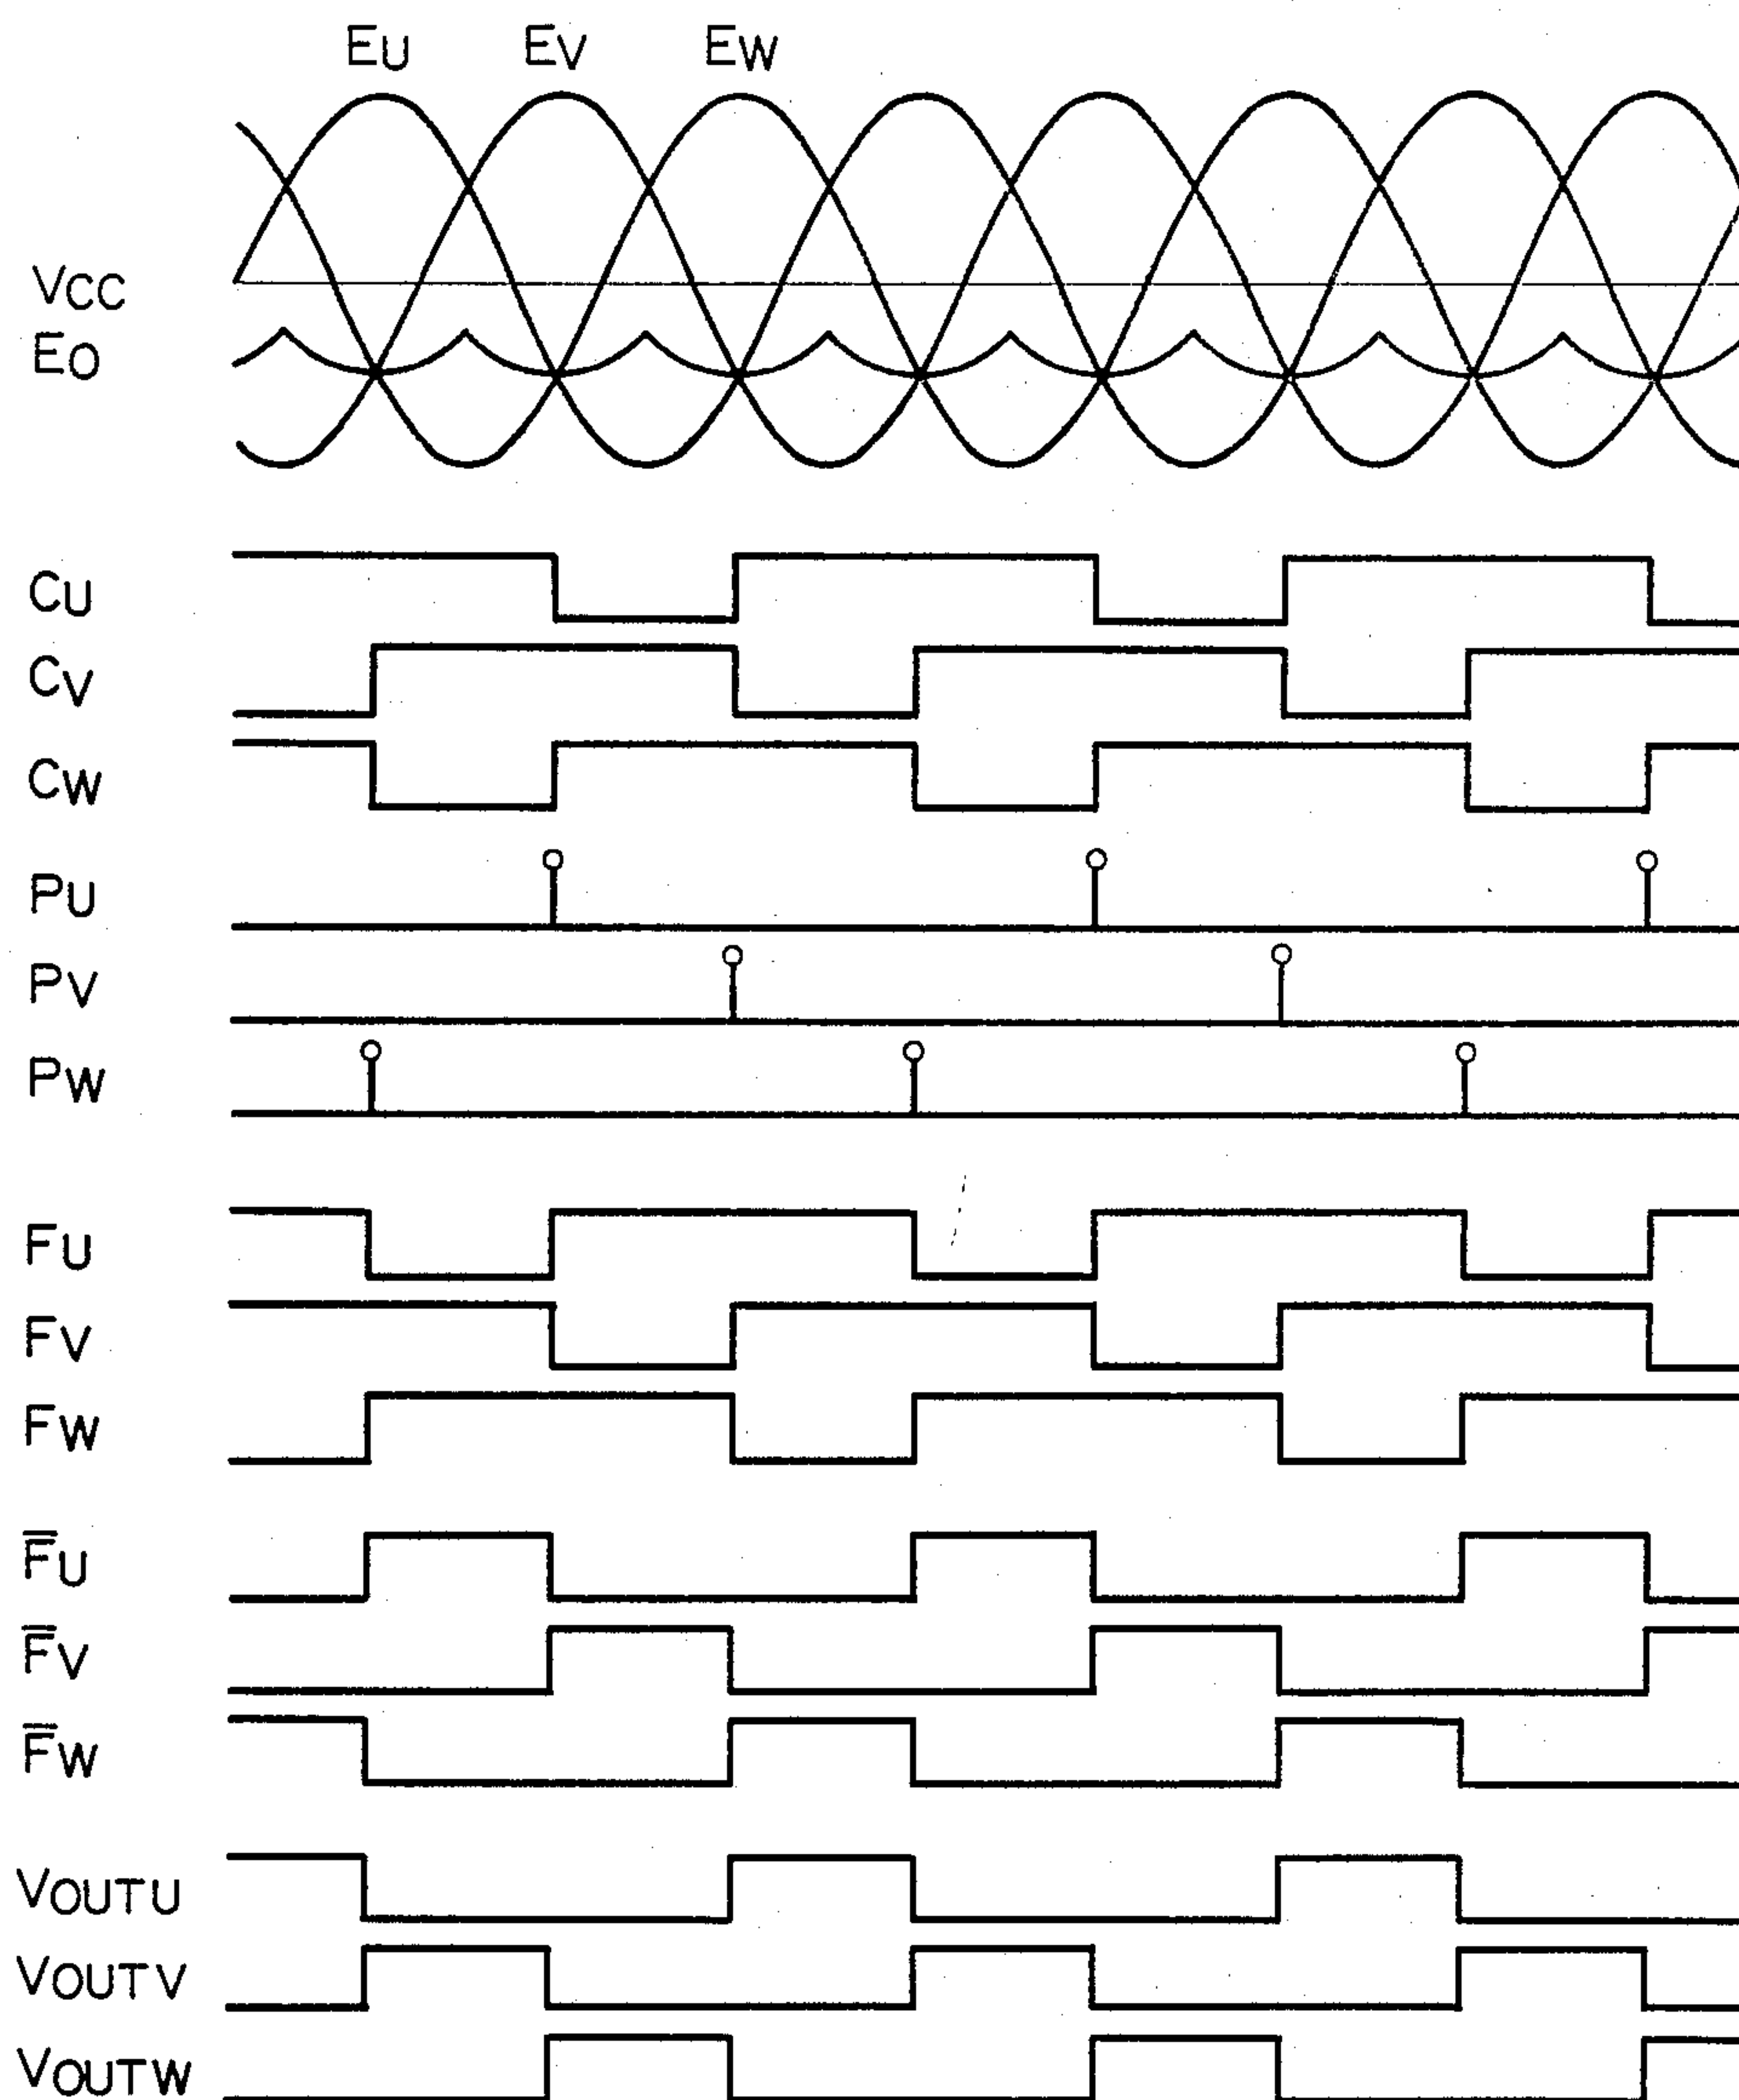 EU EV EW
VCC
EO
CU
CV
CW
PU
PV
PW
FU
FV
FW
F̅U
F̅V
F̅W
VOUTU
VOUTV
VOUTW